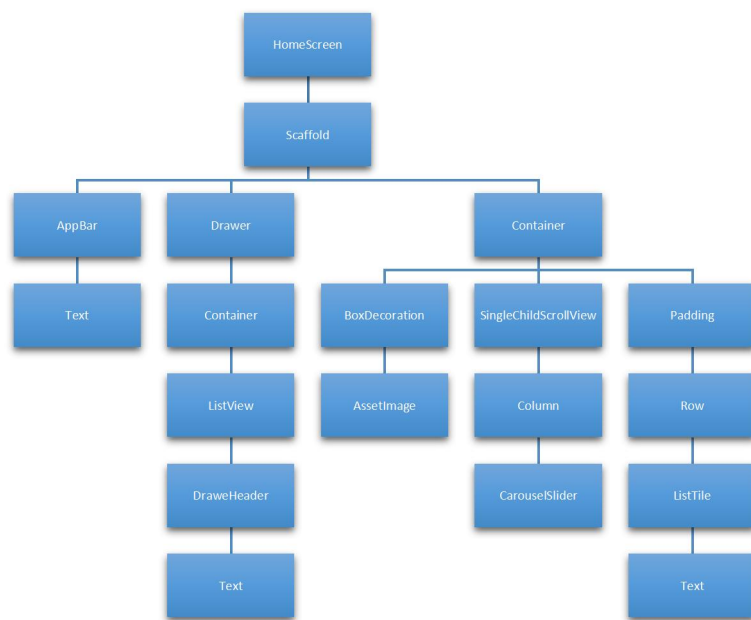 HomeScreen
Scaffold
AppBar
Drawer
Container
Text
Container
BoxDecoration
SingleChildScrollView
Padding
ListView
AssetImage
Column
Row
DraweHeader
CarouselSlider
ListTile
Text
Text